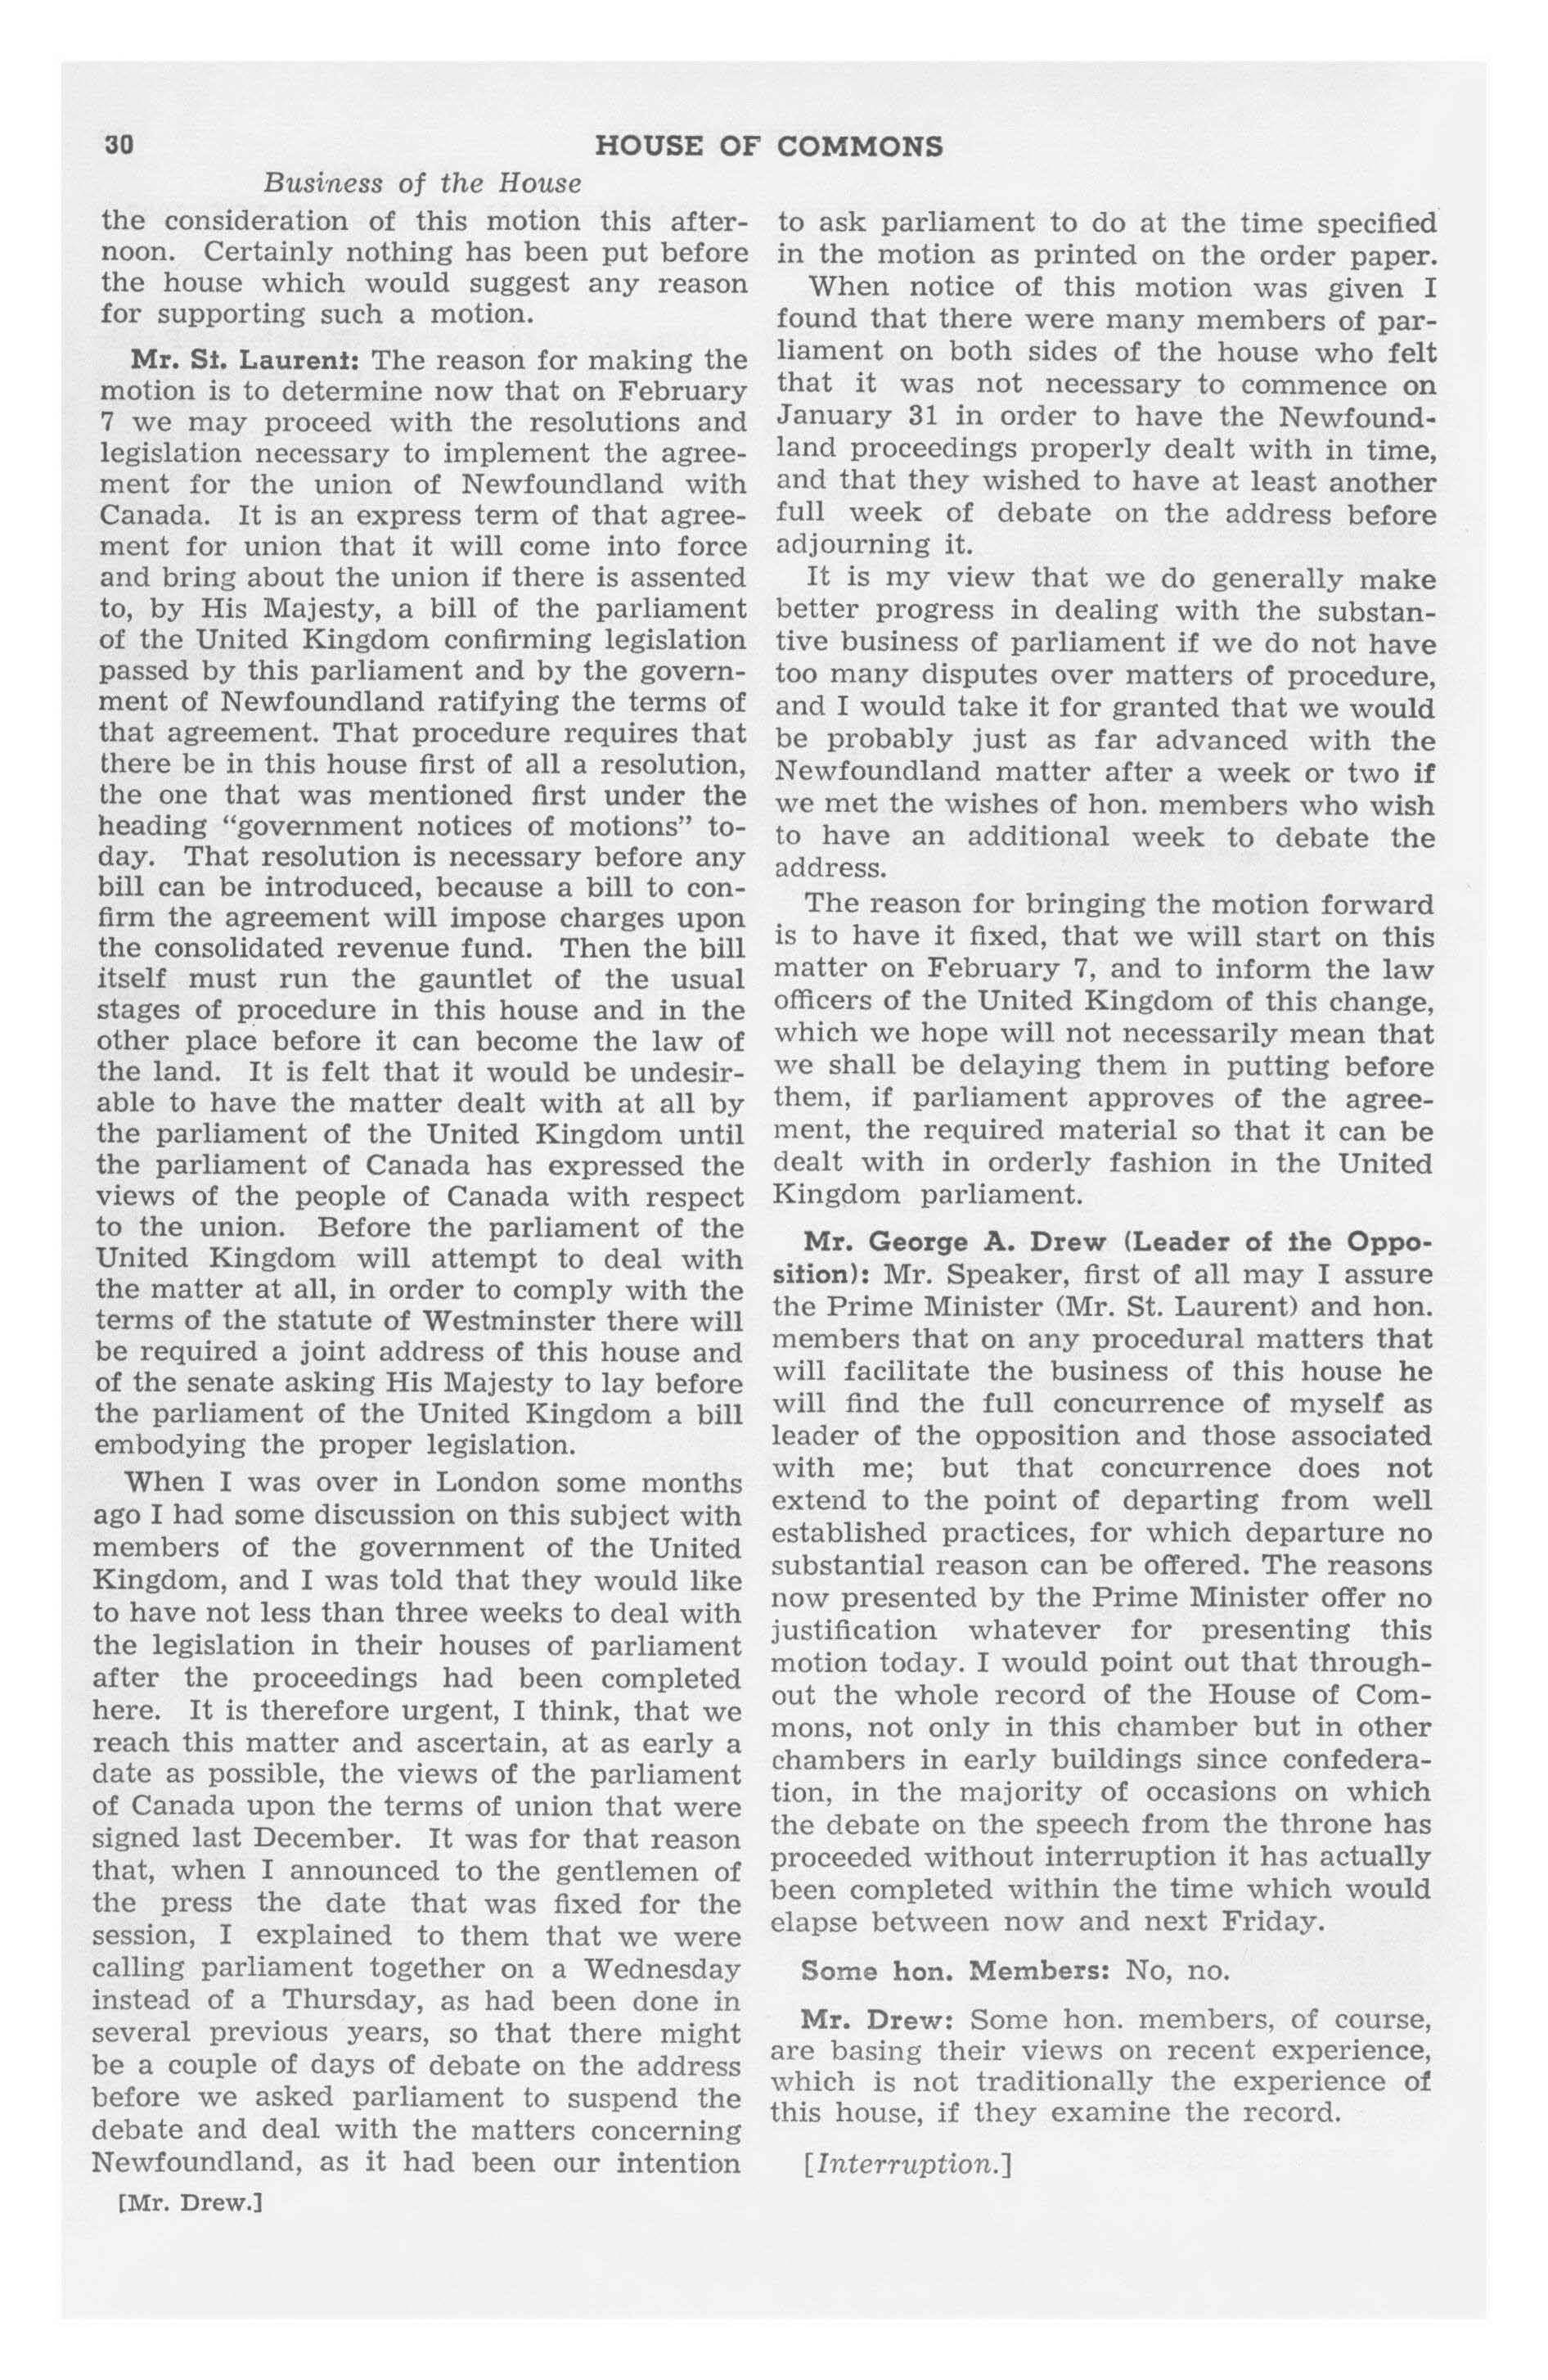 30
HOUSE OF COMMONS
Business of the House
the consideration of this motion this after-
noon. Certainly nothing has been put before
the house which would suggest any reason
for supporting such a motion.
Mr. St. Laurent: The reason for making the
motion is to determine now that on February
7 we may proceed with the resolutions and
legislation necessary to implement the agree-
ment for the union of Newfoundland with
Canada. It is an express term of that agree-
ment for union that it will come into force
and bring about the union if there is assented
to, by His Majesty, a bill of the parliament
of the United Kingdom confirming legislation
passed by this parliament and by the govern-
ment of Newfoundland ratifying the terms of
that agreement. That procedure requires that
there be in this house first of all a resolution,
the one that was mentioned first under the
heading “government notices of motions” to-
day. That resolution is necessary before any
bill can be introduced, because a bill to con-
firm the agreement will impose charges upon
the consolidated revenue fund. Then the bill
itself must run the gauntlet of the usual
stages of procedure in this house and in the
other place before it can become the law of
the land. It is felt that it would be undesir-
able to have the matter dealt with at all by
the parliament of the United Kingdom until
the parliament of Canada has expressed the
views of the people of Canada with respect
to the union. Before the parliament of the
United Kingdom will attempt to deal with
the matter at all, in order to comply with the
terms of the statute of Westminster there will
be required a joint address of this house and
of the senate asking His Majesty to lay before
the parliament of the United Kingdom a bill
embodying the proper legislation.
When I was over in London some months
ago I had some discussion on this subject with
members of the government of the United
Kingdom, and I was told that they would like
to have not less than three weeks to deal with
the legislation in their houses of parliament
after the proceedings had been completed
here. It is therefore urgent, I think, that we
reach this matter and ascertain, at as early a
date as possible, the views of the parliament
of Canada upon the terms of union that were
signed last December. It was for that reason
that, when I announced to the gentlemen of
the press the date that was fixed for the
session, I explained to them that we were
calling parliament together on a Wednesday
instead of a Thursday, as had been done in
several previous years, so that there might
be a couple of days of debate on the address
before we asked parliament to suspend the
debate and deal with the matters concerning
Newfoundland, as it had been our intention
[Mr. Drew.]
to ask parliament to do at the time specified
in the motion as printed on the order paper.
When notice of this motion was given I
found that there were many members of par-
liament on both sides of the house who felt
that it was not necessary to commence on
January 31 in order to have the Newfound-
land proceedings properly dealt with in time,
and that they wished to have at least another
full week of debate on the address before
adjourning it.
It is my view that we do generally make
better progress in dealing with the substan-
tive business of parliament if we do not have
too many disputes over matters of procedure,
and I would take it for granted that we would
be probably just as far advanced with the
Newfoundland matter after a week or two if
we met the wishes of hon. members who wish
to have an additional week to debate the
address.
The reason for bringing the motion forward
is to have it fixed, that we will start on this
matter on February 7, and to inform the law
officers of the United Kingdom of this change,
which we hope will not necessarily mean that
we shall be delaying them in putting before
them, if parliament approves of the agree-
ment, the required material so that it can be
dealt with in orderly fashion in the United
Kingdom parliament.
Mr. George A. Drew (Leader of the Oppo-
sition): Mr. Speaker, first of all may I assure
the Prime Minister (Mr. St. Laurent) and hon.
members that on any procedural matters that
will facilitate the business of this house he
will find the full concurrence of myself as
leader of the opposition and those associated
with me; but that concurrence does not
extend to the point of departing from well
established practices, for which departure no
substantial reason can be offered. The reasons
now presented by the Prime Minister offer no
justification whatever for presenting this
motion today. I would point out that through-
out the whole record of the House of Com-
mons, not only in this chamber but in other
chambers in early buildings since confedera-
tion, in the majority of occasions on which
the debate on the speech from the throne has
proceeded without interruption it has actually
been completed within the time which would
elapse between now and next Friday.
Some hon. Members: No, no.
Mr. Drew: Some hon. members, of course,
are basing their views on recent experience,
which is not traditionally the experience of
this house, if they examine the record.
[Interruption.]